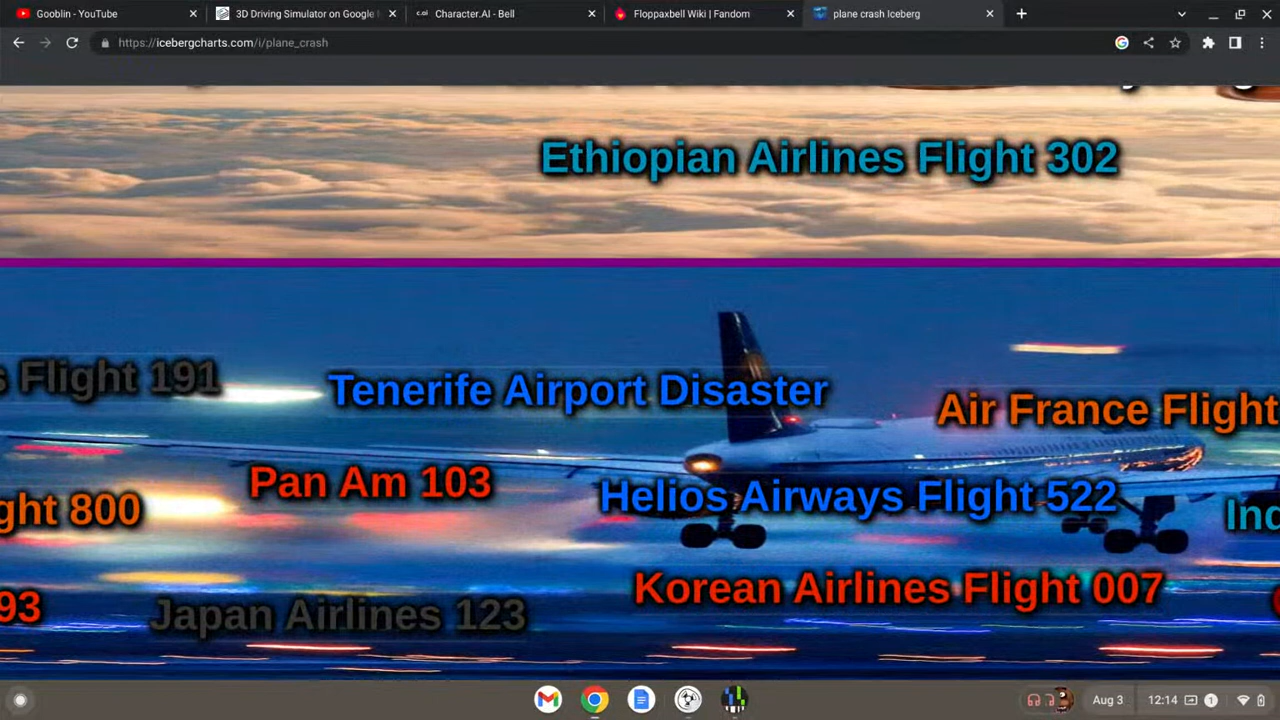 Gooblin - YouTube
3D Driving Simulator on Google
c.ai
Character.AI - Bell
Floppaxbell Wiki | Fandom
plane crash Iceberg
https://icebergcharts.com/i/plane_crash
Ethiopian Airlines Flight 302
s Flight 191
Tenerife Airport Disaster
Air France Flight
Pan Am 103
Helios Airways Flight 522
ght 800
Inc
Korean Airlines Flight 007
93
Japan Airlines 123
Aug 3
12:14
1